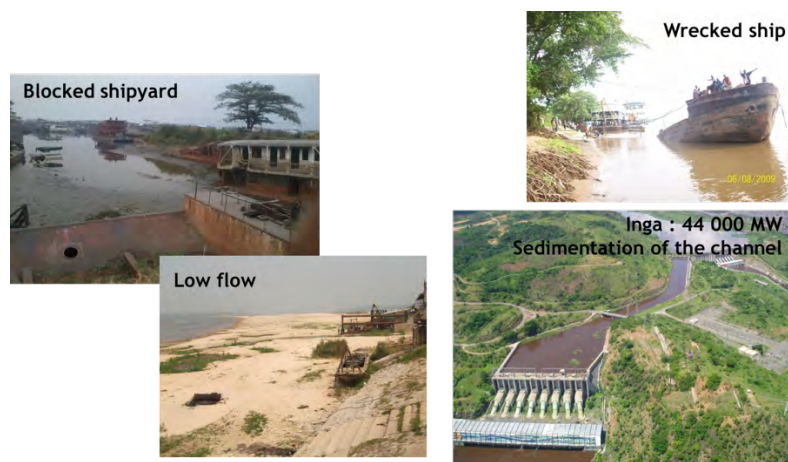 Wrecked ship
Blocked shipyard
06/08/2009
Inga : 44 000 MW
Sedimentation of the channel
Low flow